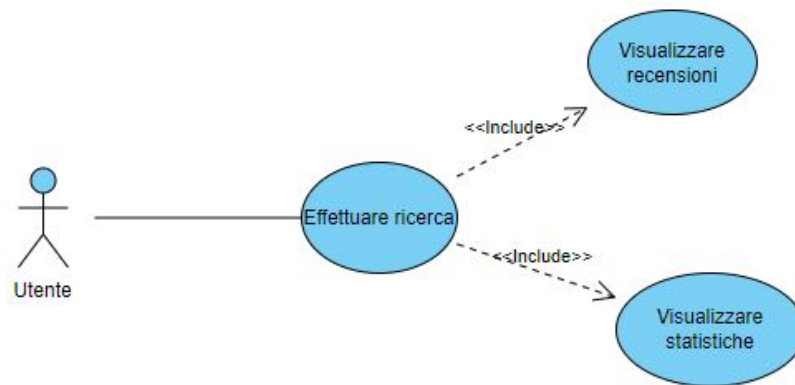 Visualizzare
recensioni
<<Include>>
Effettuare ricerca
<<Include>>
Utente
Visualizzare
statistiche